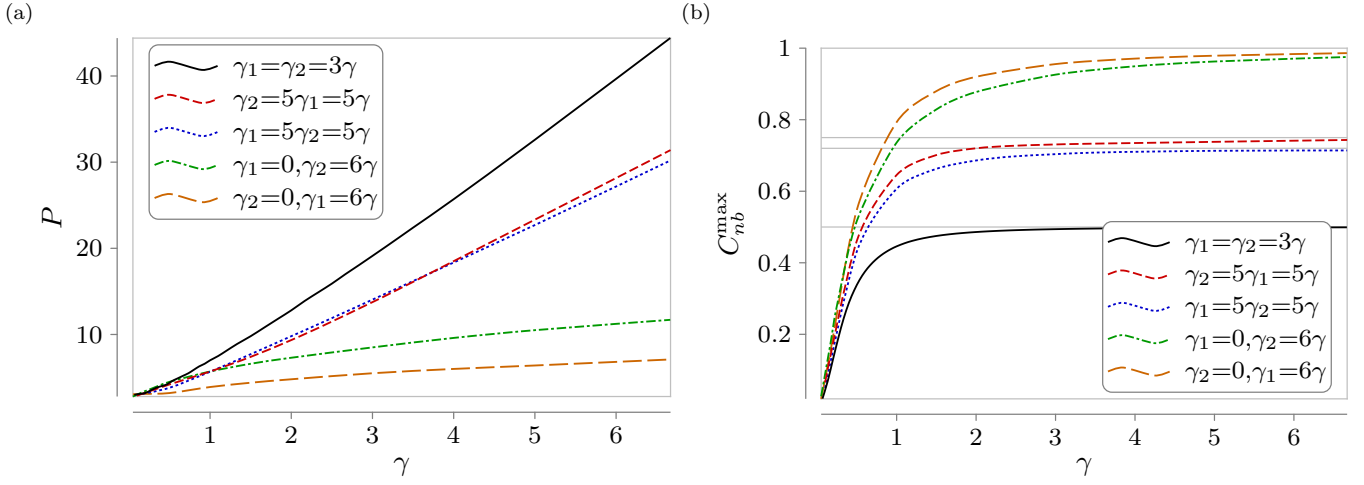 (a)
40
30
20
10
P
γ₁=γ₂=3γ
γ₂=5γ₁=5γ
γ₁=5γ₂=5γ
γ₁=0,γ₂=6γ
γ₂=0,γ₁=6γ
1 2 3 4 5 6
γ
(b)
1
0.8
0.6
0.4
0.2
C_{nb}^{max}
γ₁=γ₂=3γ
γ₂=5γ₁=5γ
γ₁=5γ₂=5γ
γ₁=0,γ₂=6γ
γ₂=0,γ₁=6γ
1 2 3 4 5 6
γ